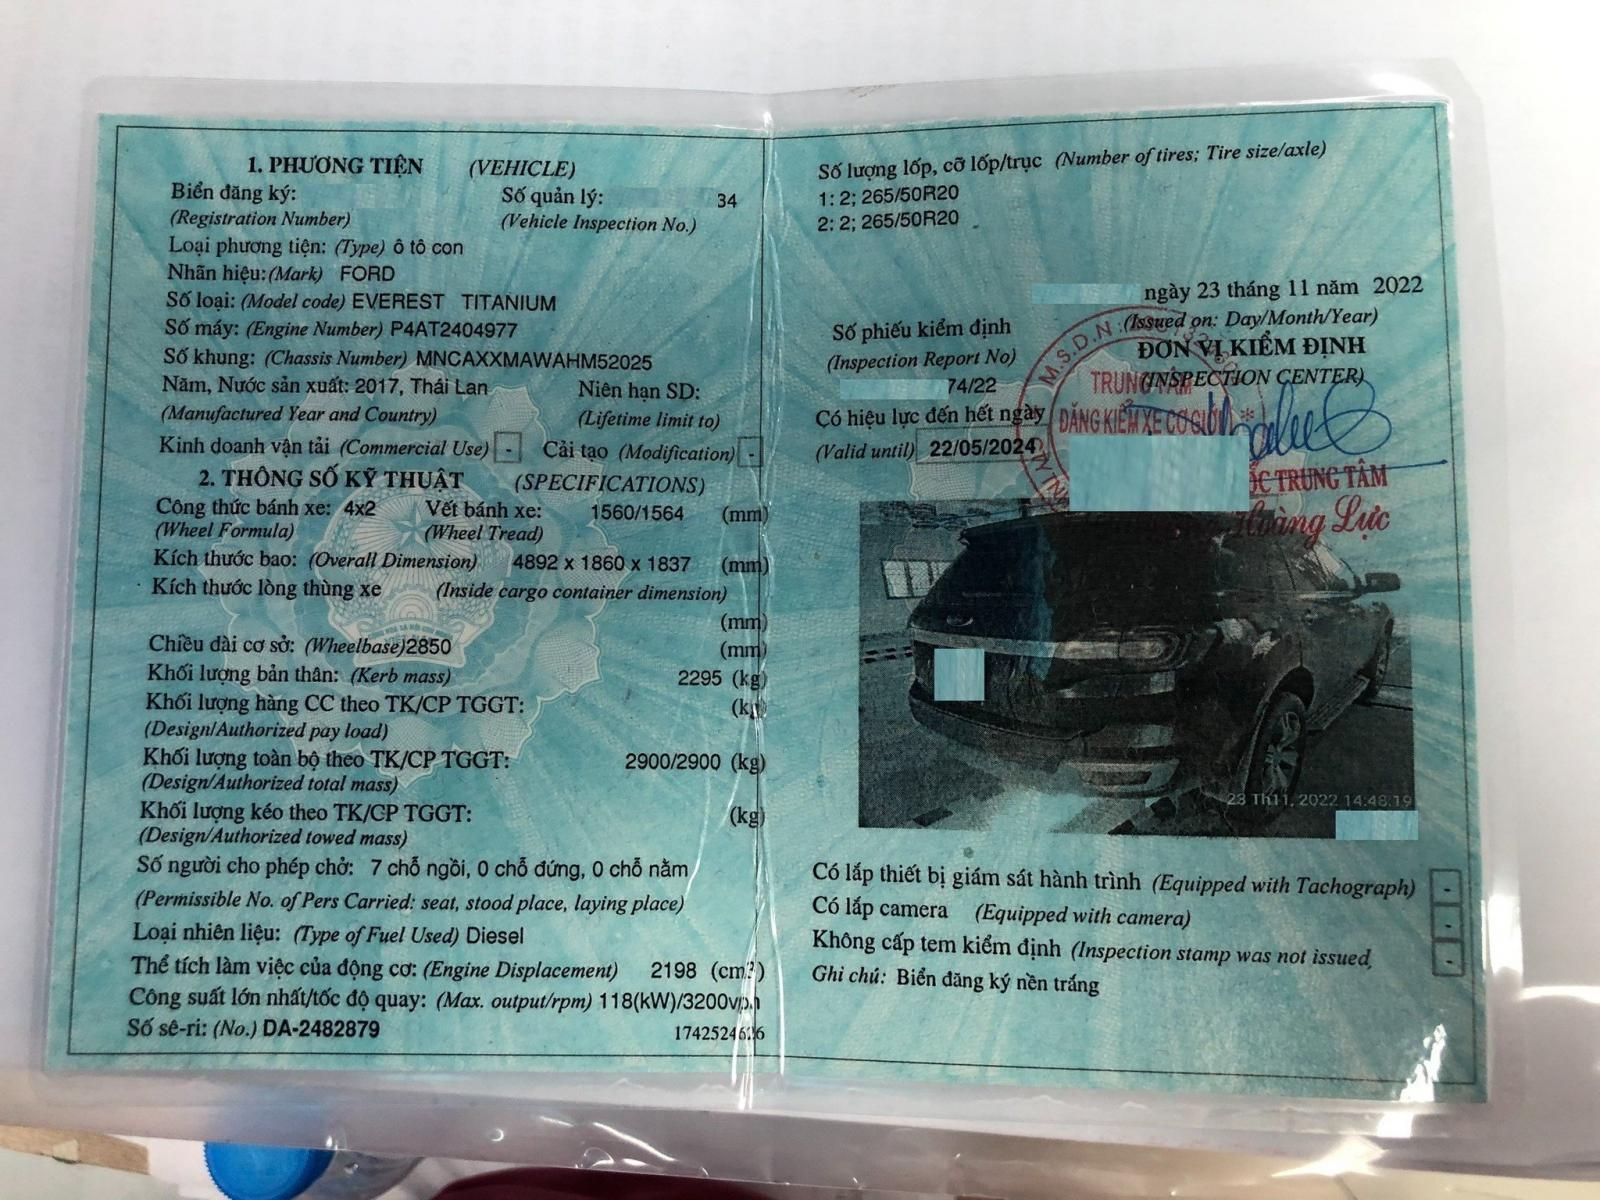 1. PHƯƠNG TIỆN (VEHICLE)
Biển đăng ký: Số quản lý: 34
(Registration Number) (Vehicle Inspection No.)
Loại phương tiện: (Type) ô tô con
Nhãn hiệu: (Mark) FORD
Số loại: (Model code) EVEREST TITANIUM
Số máy: (Engine Number) P4AT2404977
Số khung: (Chassis Number) MNCAXXMAWAHM52025
Năm, Nước sản xuất: 2017, Thái Lan Niên hạn SD:
(Manufactured Year and Country) (Lifetime limit to)
Kinh doanh vận tải (Commercial Use) - Cải tạo (Modification) -
2. THÔNG SỐ KỸ THUẬT (SPECIFICATIONS)
Công thức bánh xe: 4x2 Vết bánh xe: 1560/1564 (mm)
(Wheel Formula) (Wheel Tread)
Kích thước bao: (Overall Dimension) 4892 x 1860 x 1837 (mm)
Kích thước lòng thùng xe (Inside cargo container dimension)
(mm)
Chiều dài cơ sở: (Wheelbase) 2850 (mm)
Khối lượng bản thân: (Kerb mass) 2295 (kg)
Khối lượng hàng CC theo TK/CP TGGT: (kg)
(Design/Authorized pay load)
Khối lượng toàn bộ theo TK/CP TGGT: 2900/2900 (kg)
(Design/Authorized total mass)
Khối lượng kéo theo TK/CP TGGT: (kg)
(Design/Authorized towed mass)
Số người cho phép chở: 7 chỗ ngồi, 0 chỗ đứng, 0 chỗ nằm
(Permissible No. of Pers Carried: seat, stood place, laying place)
Loại nhiên liệu: (Type of Fuel Used) Diesel
Thể tích làm việc của động cơ: (Engine Displacement) 2198 (cm³)
Công suất lớn nhất/tốc độ quay: (Max. output/rpm) 118(kW)/3200vph
Số sê-ri: (No.) DA-2482879 1742524626
Số lượng lốp, cỡ lốp/trục (Number of tires; Tire size/axle)
1: 2; 265/50R20
2: 2; 265/50R20
ngày 23 tháng 11 năm 2022
(Issued on: Day/Month/Year)
Số phiếu kiểm định
(Inspection Report No)
74/22
ĐƠN VỊ KIỂM ĐỊNH
(INSPECTION CENTER)
M.S.D.N:
TRUNG TÂM
ĐĂNG KIỂM XE CƠ GIỚI
Có hiệu lực đến hết ngày
(Valid until) 22/05/2024
ỐC TRUNG TÂM
Hoàng Lực
23 Th11, 2022 14:48:19
Có lắp thiết bị giám sát hành trình (Equipped with Tachograph) -
Có lắp camera (Equipped with camera) -
Không cấp tem kiểm định (Inspection stamp was not issued, -
Ghi chú: Biển đăng ký nền trắng